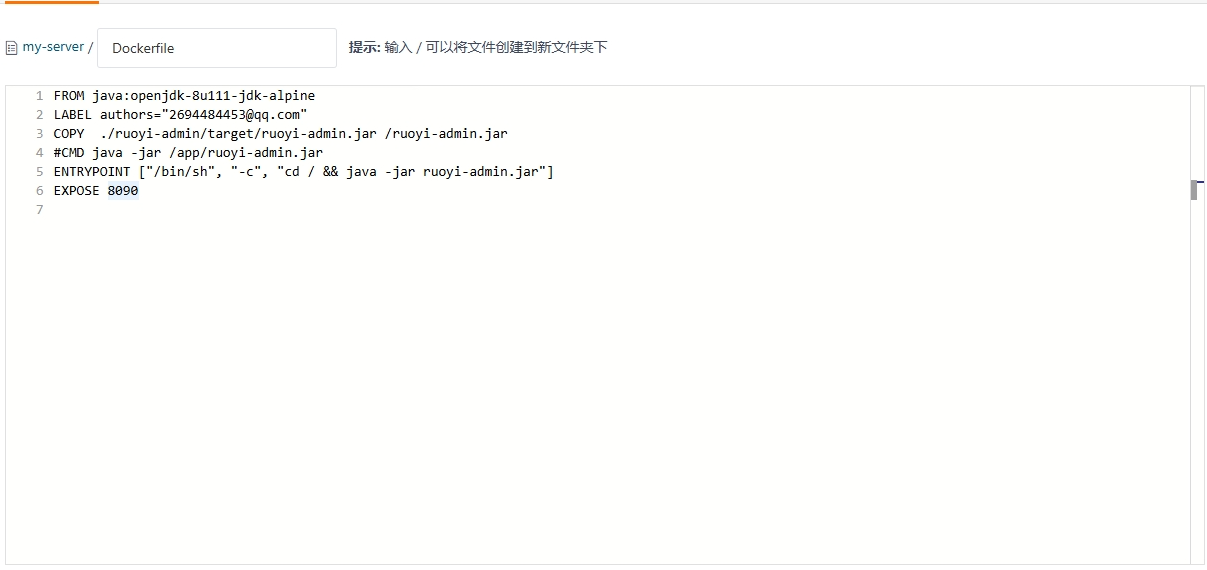 my-server / Dockerfile 提示: 输入 / 可以将文件创建到新文件夹下
1 FROM java:openjdk-8u111-jdk-alpine
2 LABEL authors="2694484453@qq.com"
3 COPY  ./ruoyi-admin/target/ruoyi-admin.jar /ruoyi-admin.jar
4 #CMD java -jar /app/ruoyi-admin.jar
5 ENTRYPOINT ["/bin/sh", "-c", "cd / && java -jar ruoyi-admin.jar"]
6 EXPOSE 8090
7